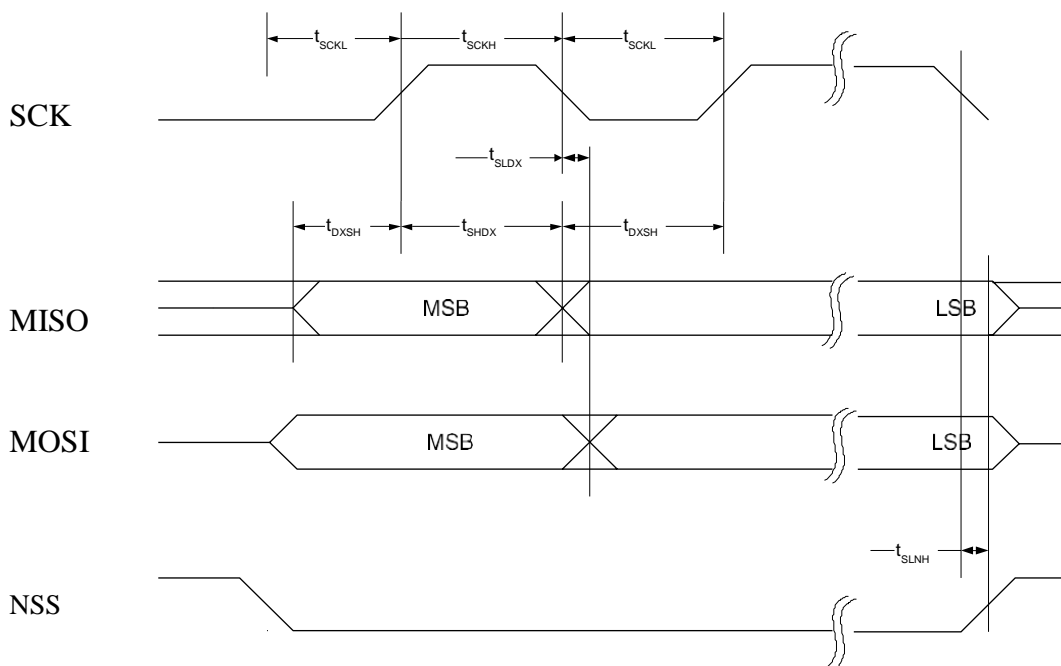 tSCKL tSCKH tSCKL
SCK
tSLDX
tDXSH tSHDX tDXSH
MISO MSB LSB
MOSI MSB LSB
tSLNH
NSS